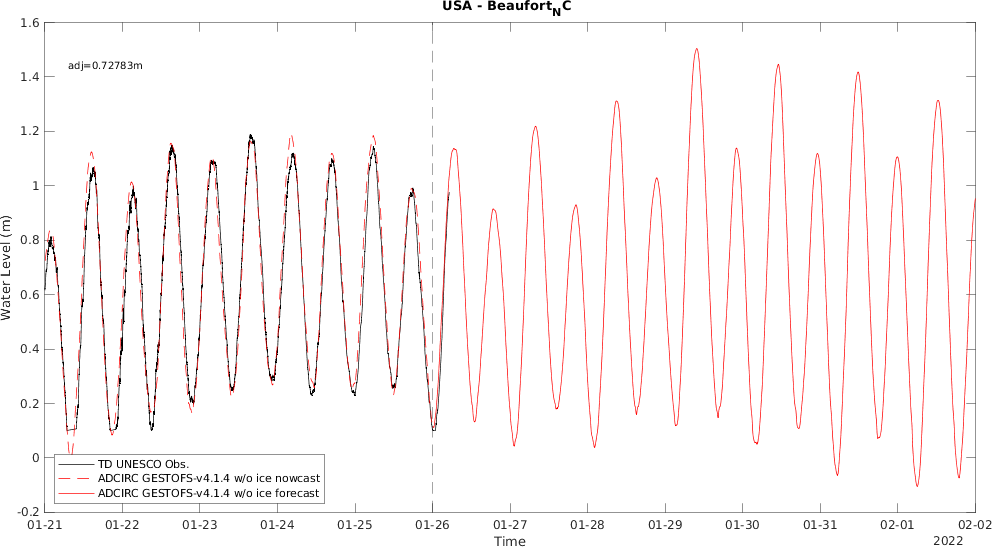 USA - Beaufort_NC
adj=0.72783m
Water Level (m)
1.6
1.4
1.2
1
0.8
0.6
0.4
0.2
0
-0.2
TD UNESCO Obs.
ADCIRC GESTOFS-v4.1.4 w/o ice nowcast
ADCIRC GESTOFS-v4.1.4 w/o ice forecast
01-21 01-22 01-23 01-24 01-25 01-26 01-27 01-28 01-29 01-30 01-31 02-01 02-02
Time
2022